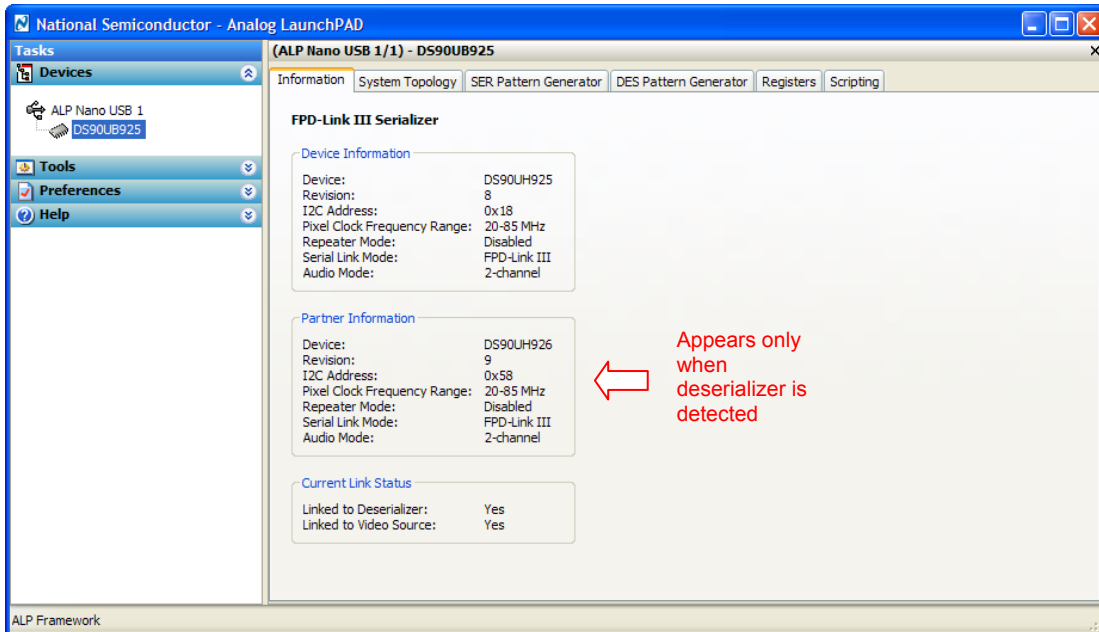 National Semiconductor - Analog LaunchPAD
Tasks
(ALP Nano USB 1/1) - DS90UB925
Devices
ALP Nano USB 1
DS90UB925
Tools
Preferences
Help
Information System Topology SER Pattern Generator DES Pattern Generator Registers Scripting
FPD-Link III Serializer
Device Information
Device: DS90UH925
Revision: 8
I2C Address: 0x18
Pixel Clock Frequency Range: 20-85 MHz
Repeater Mode: Disabled
Serial Link Mode: FPD-Link III
Audio Mode: 2-channel
Partner Information
Device: DS90UH926
Revision: 9
I2C Address: 0x58
Pixel Clock Frequency Range: 20-85 MHz
Repeater Mode: Disabled
Serial Link Mode: FPD-Link III
Audio Mode: 2-channel
Appears only
when
deserializer is
detected
Current Link Status
Linked to Deserializer: Yes
Linked to Video Source: Yes
ALP Framework